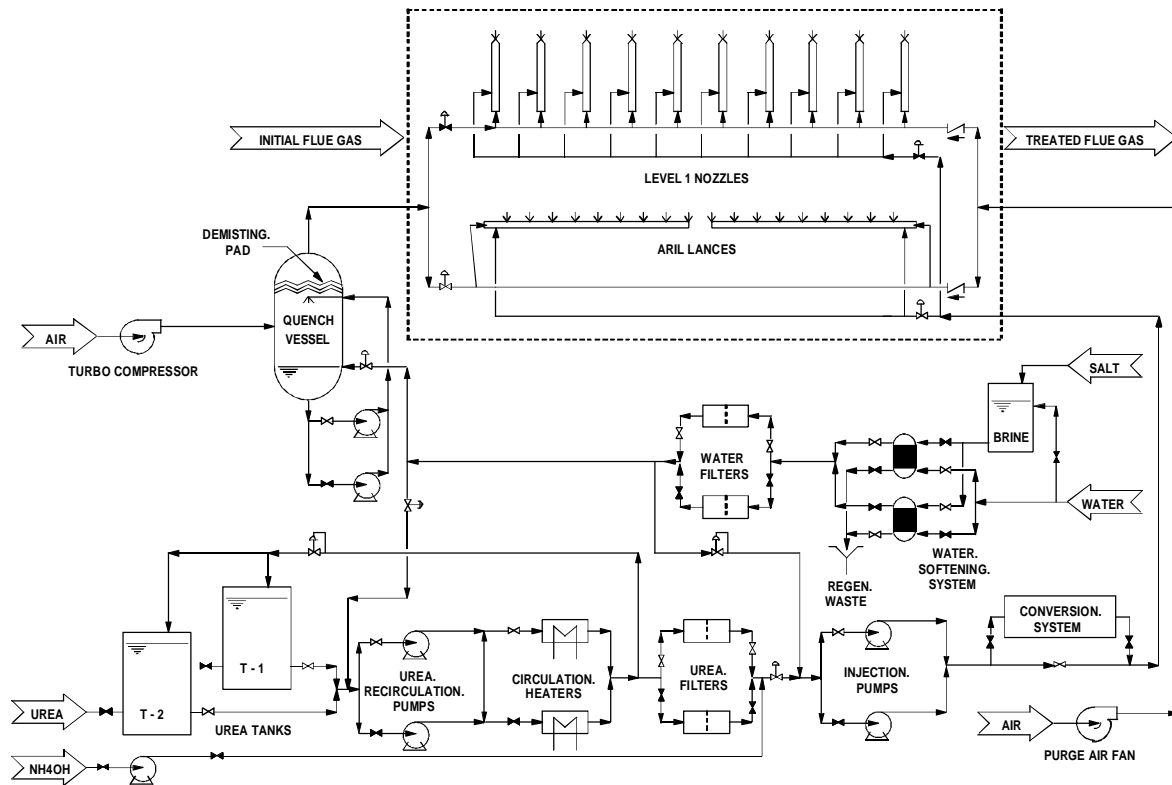 INITIAL FLUE GAS
TREATED FLUE GAS
LEVEL 1 NOZZLES
ARIL LANCES
DEMISTING.
PAD
QUENCH
VESSEL
AIR
TURBO COMPRESSOR
SALT
BRINE
WATER
FILTERS
WATER
WATER.
SOFTENING.
SYSTEM
REGEN.
WASTE
CONVERSION.
SYSTEM
T - 1
T - 2
UREA
UREA TANKS
UREA.
RECIRCULATION.
PUMPS
CIRCULATION.
HEATERS
UREA.
FILTERS
INJECTION.
PUMPS
AIR
PURGE AIR FAN
NH4OH